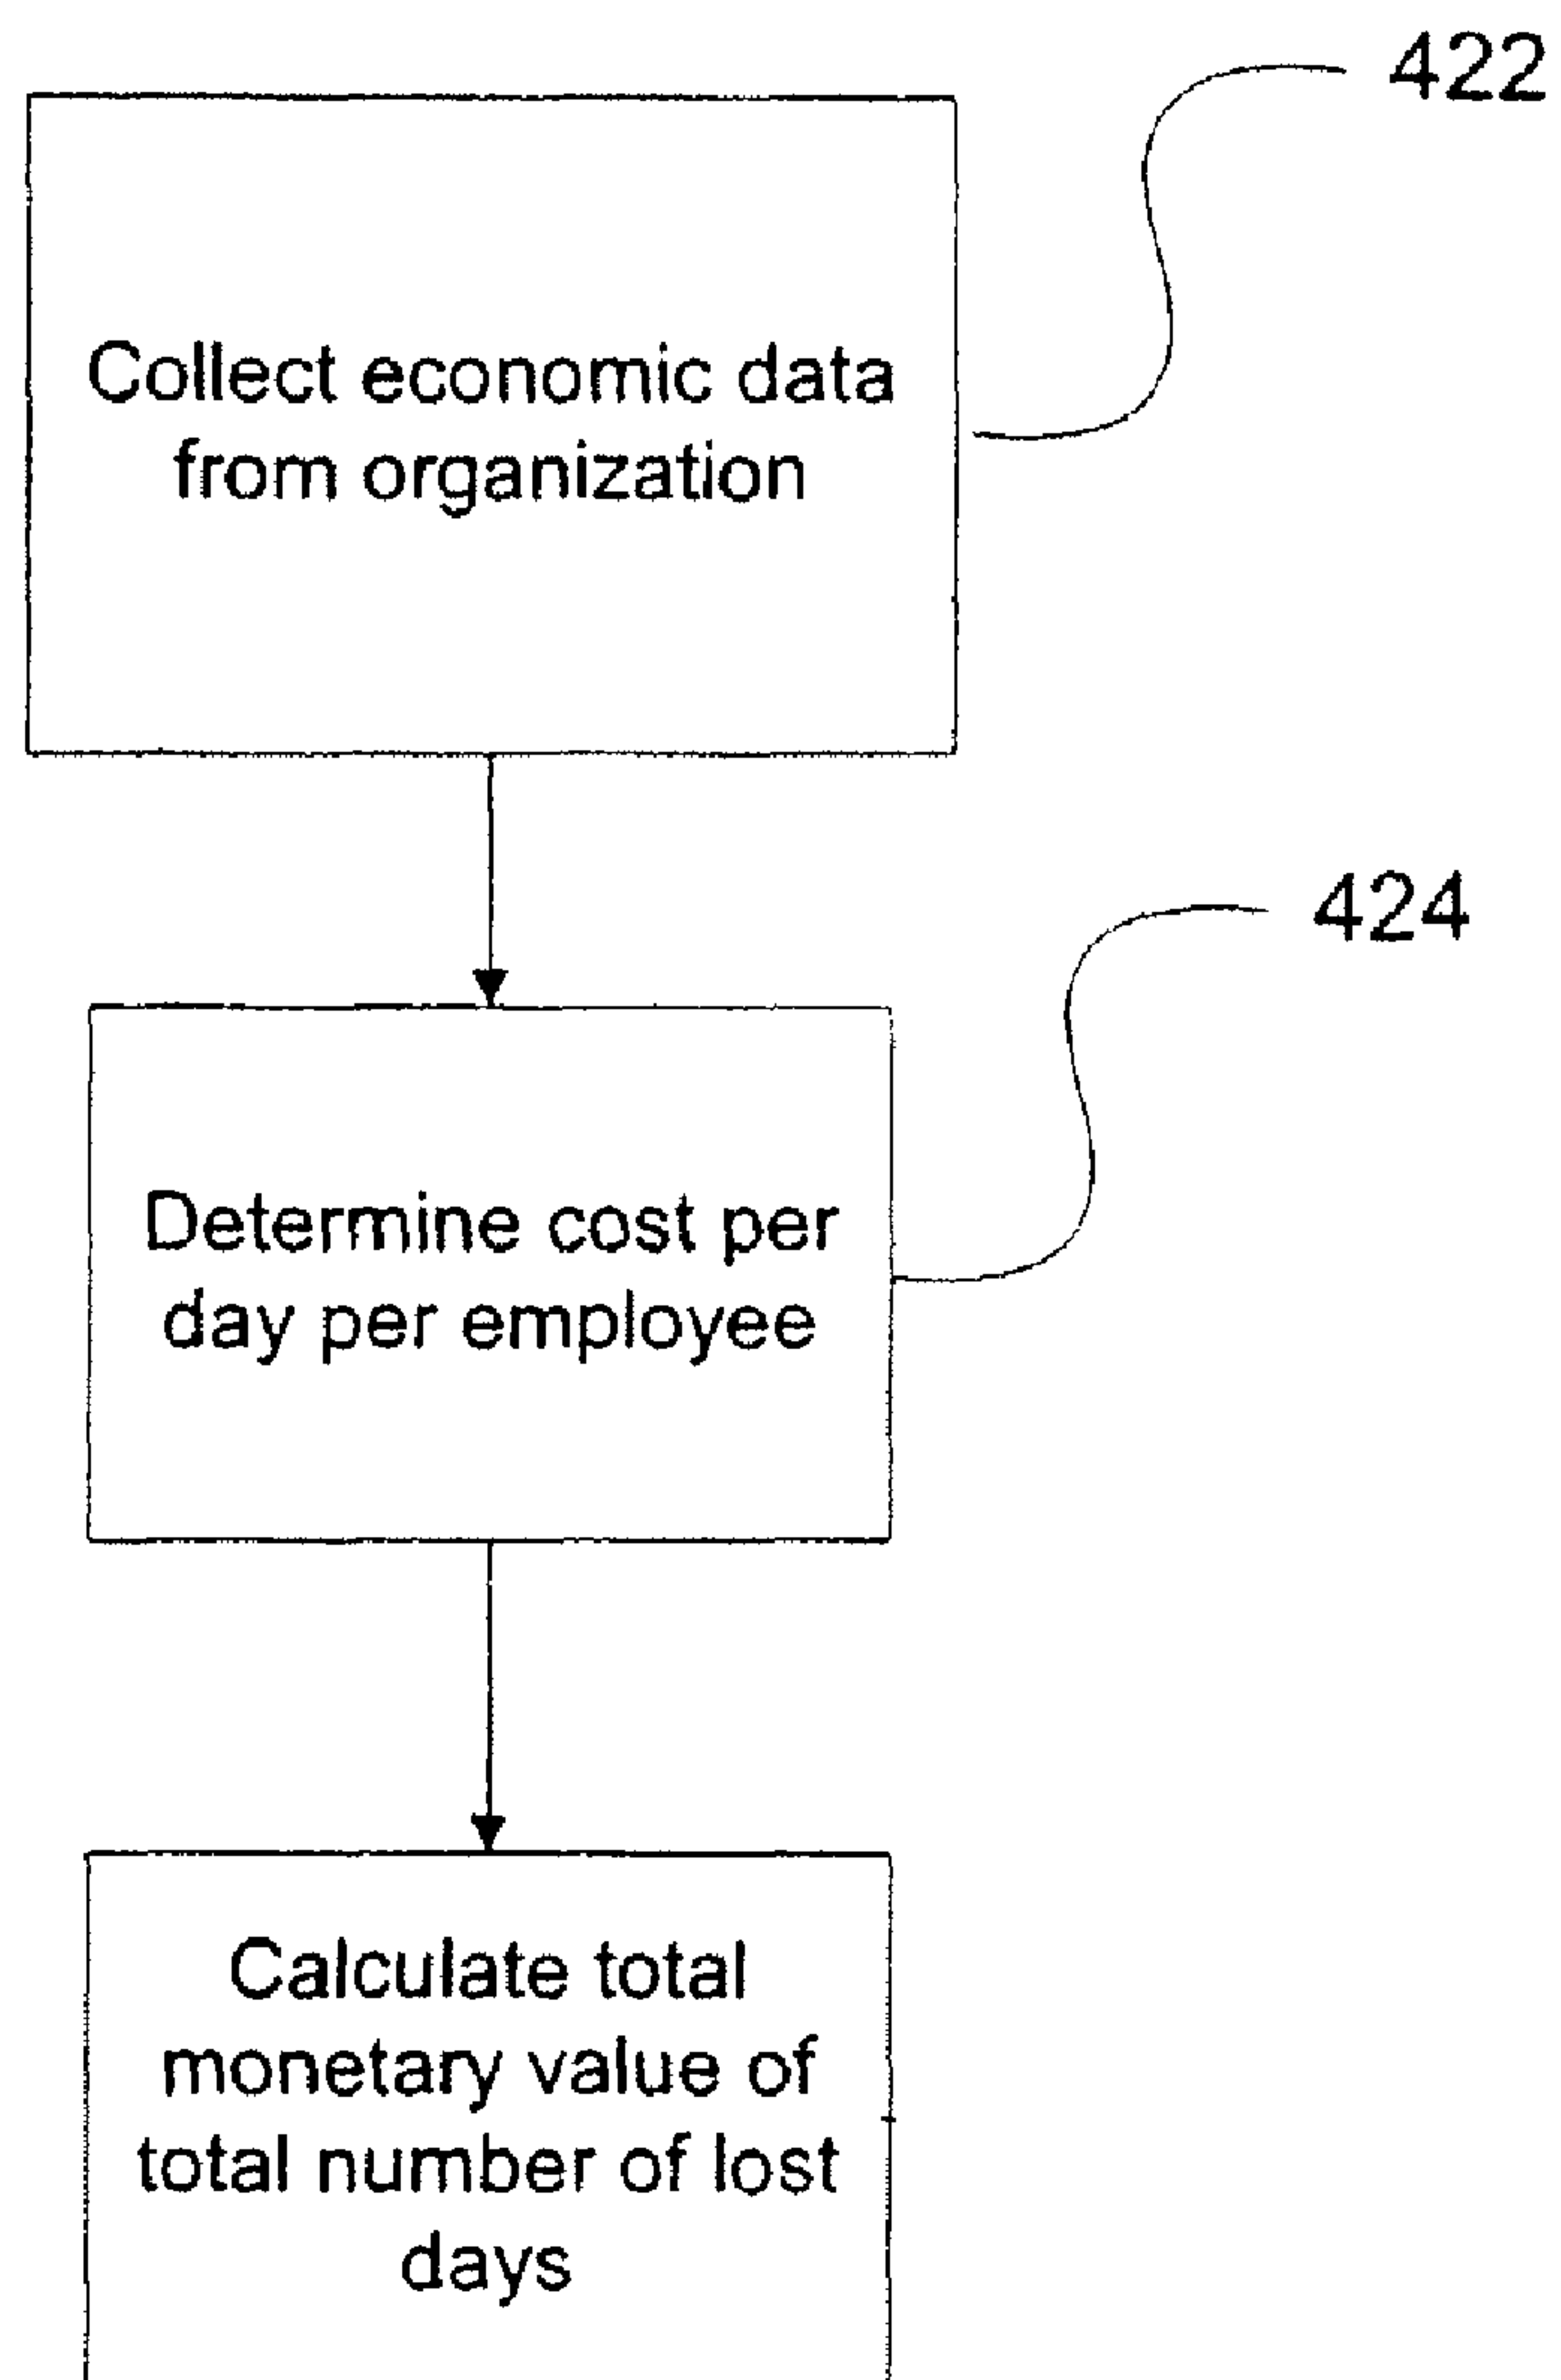 422
Collect economic data
from organization
424
Determine cost per
day per employee
Calculate total
monetary value of
total number of lost
days